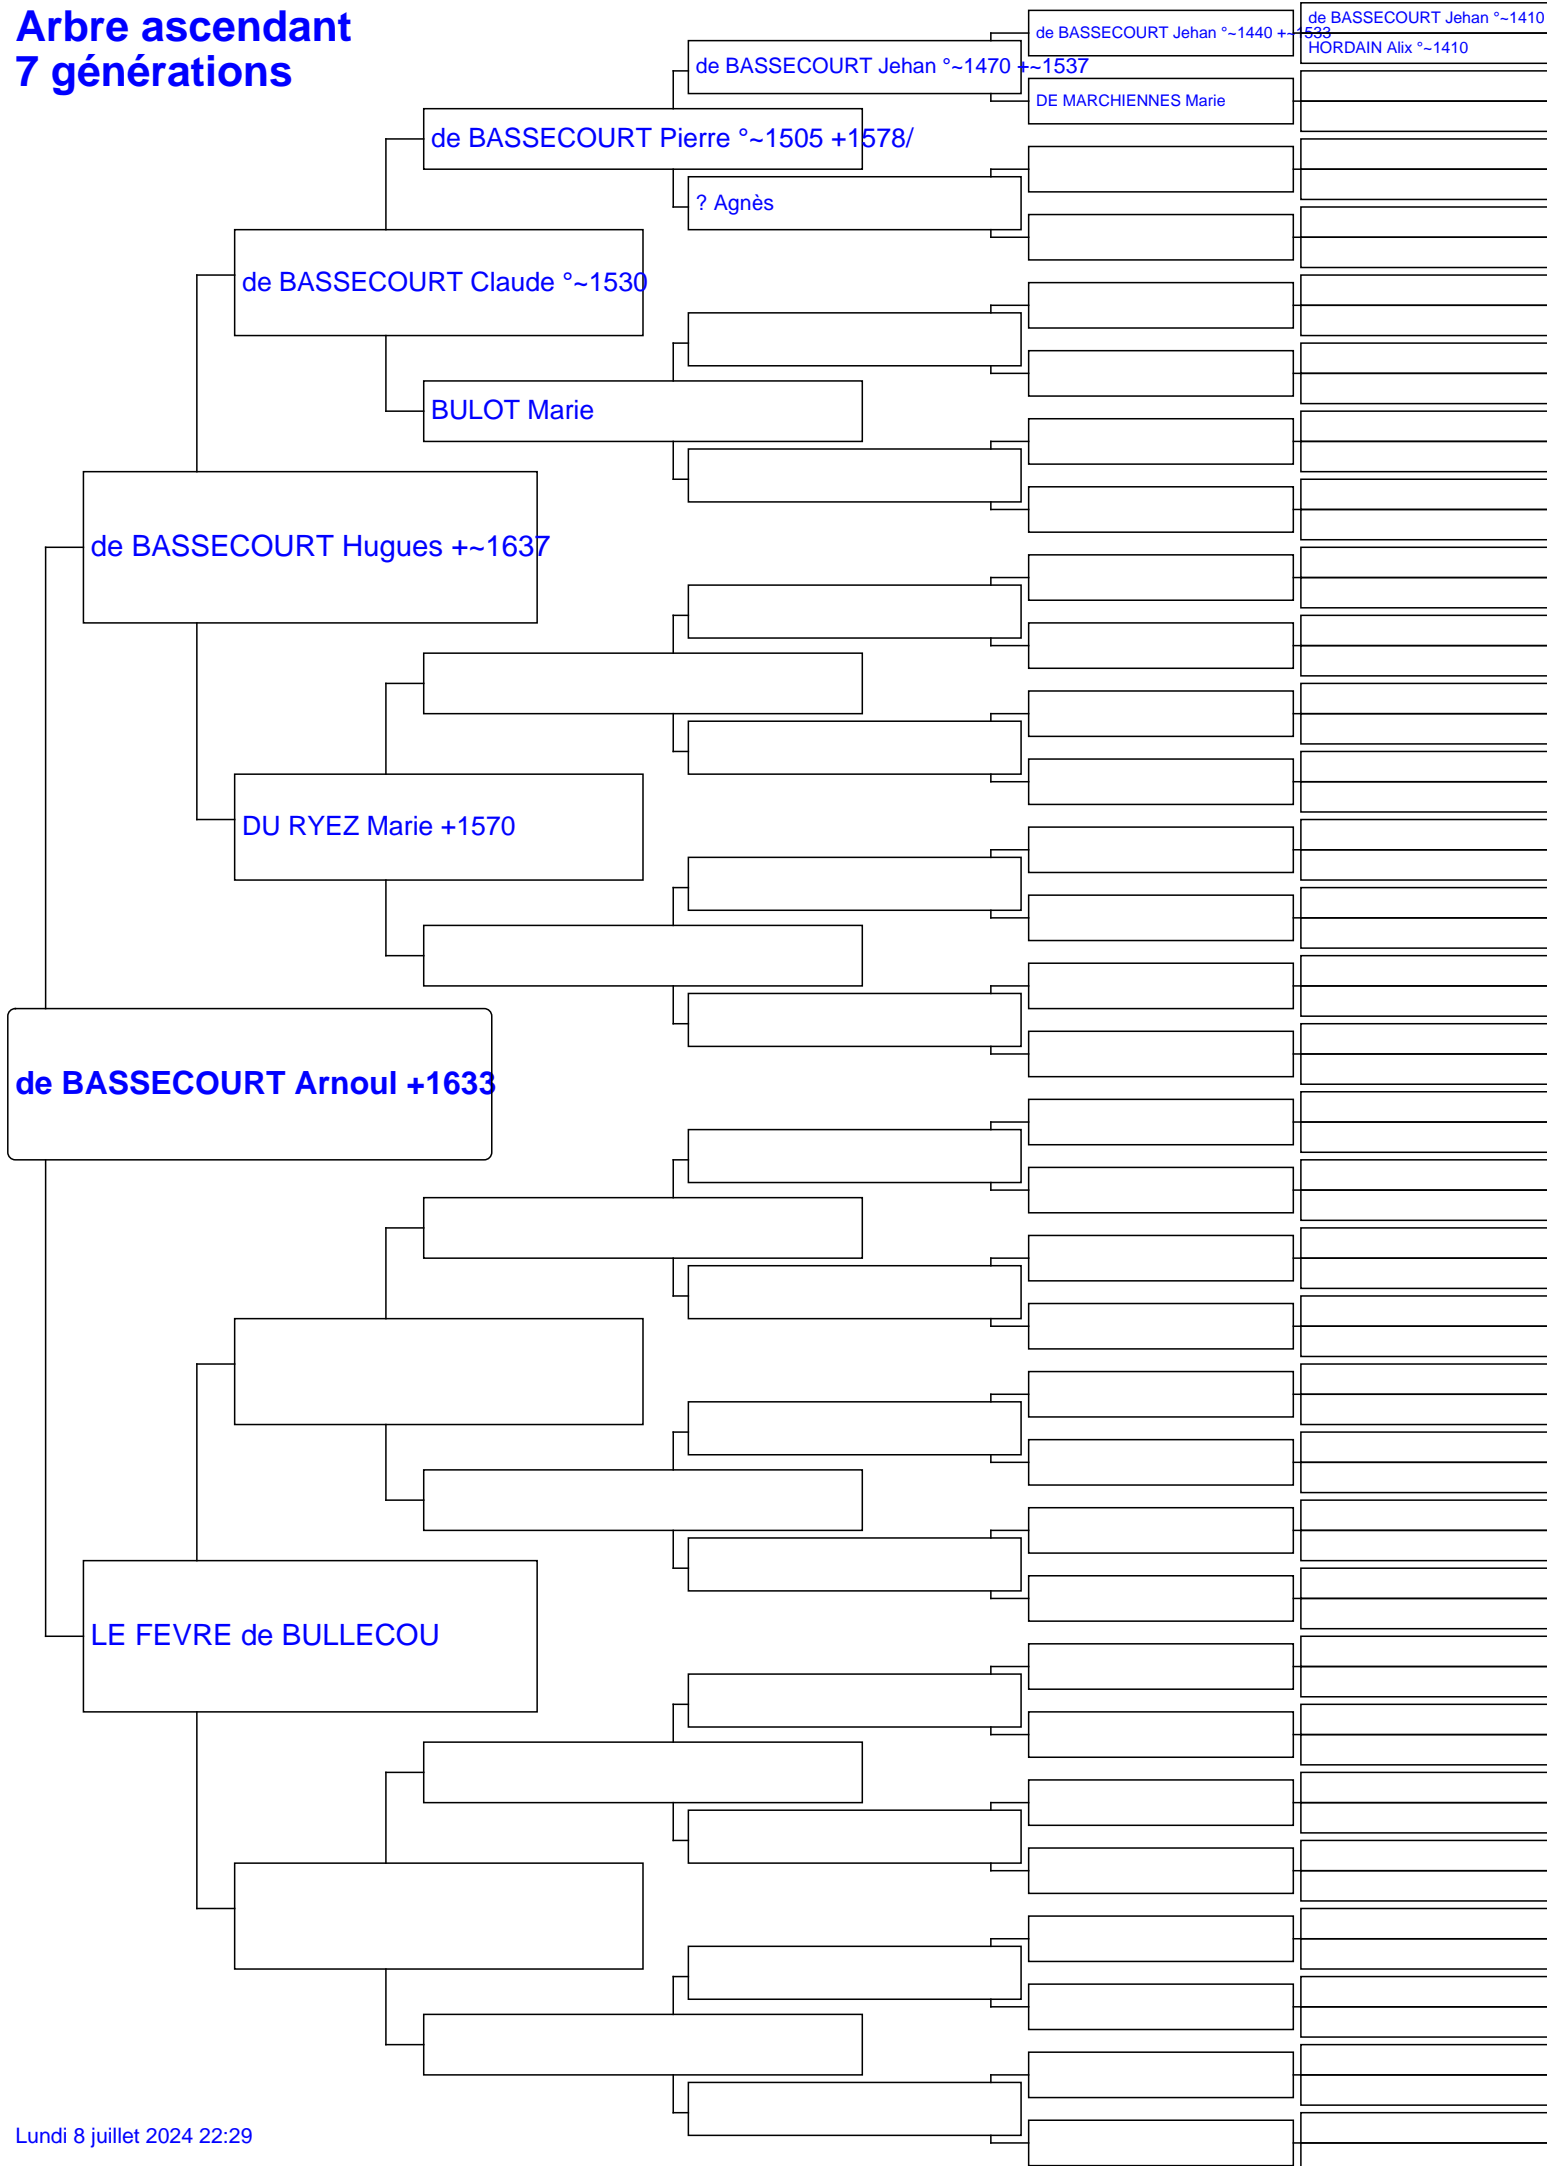 Arbre ascendant
7 générations
de BASSECOURT Jehan °~1410
HORDAIN Alix °~1410
de BASSECOURT Jehan °~1440 +~1533
de BASSECOURT Jehan °~1470 +~1537
DE MARCHIENNES Marie
de BASSECOURT Pierre °~1505 +1578/
? Agnès
de BASSECOURT Claude °~1530
BULOT Marie
de BASSECOURT Hugues +~1637
DU RYEZ Marie +1570
de BASSECOURT Arnoul +1633
LE FEVRE de BULLECOU
Lundi 8 juillet 2024 22:29